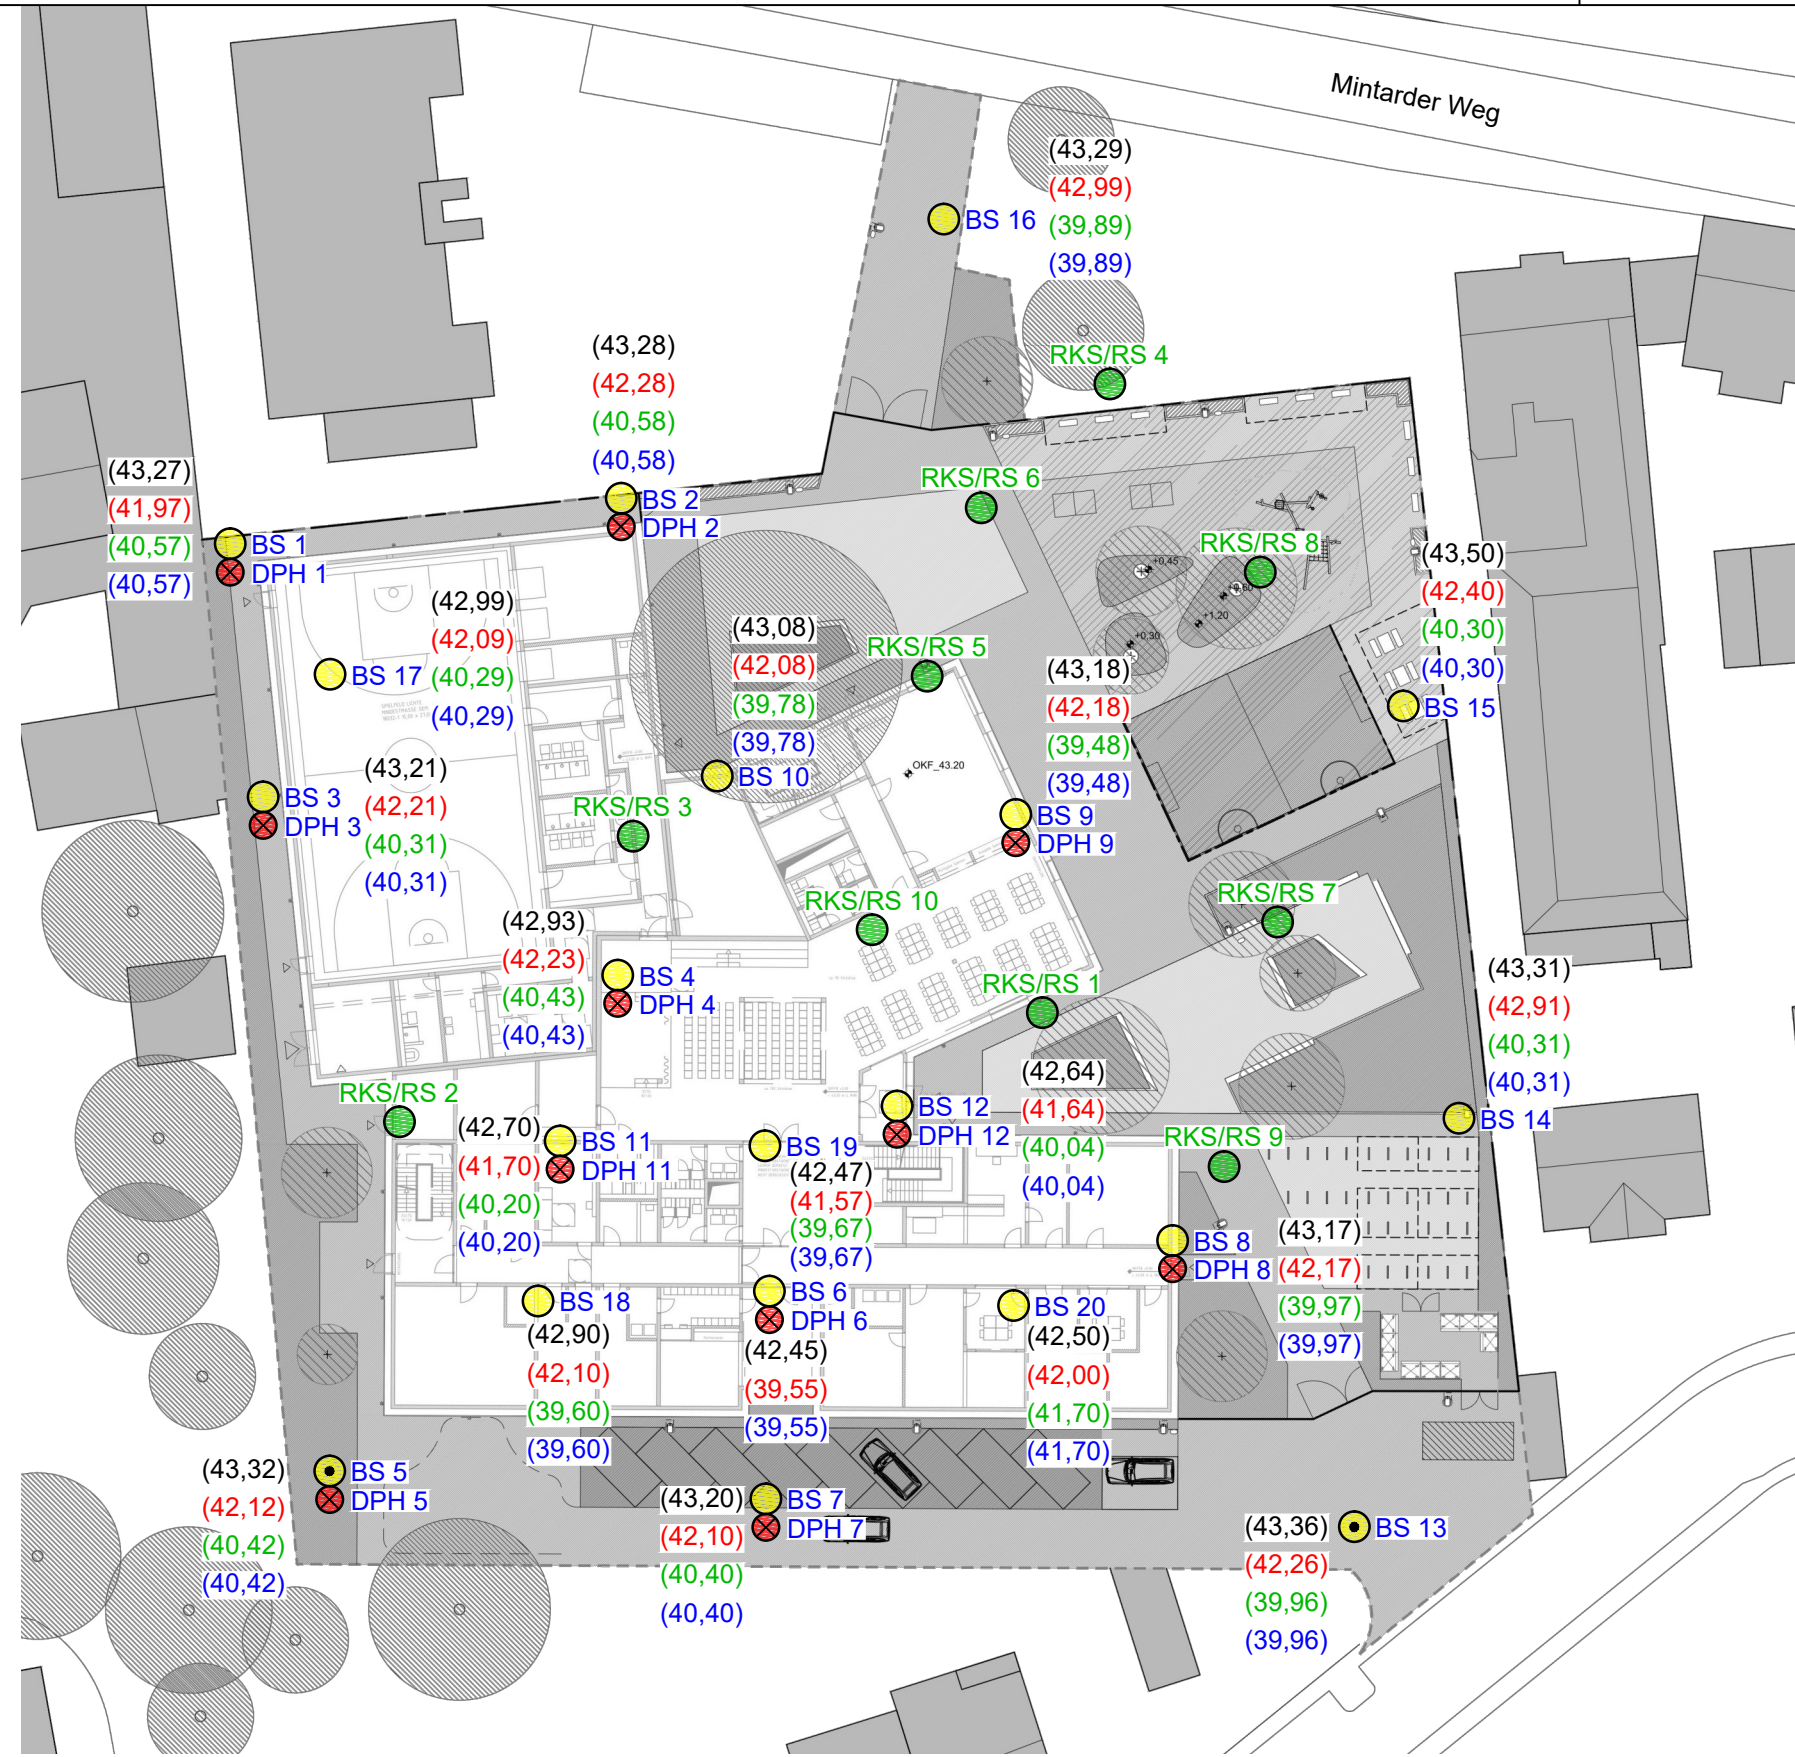 Mintarder Weg
(43,29)
(42,99)
(39,89)
(39,89)
BS 16
RKS/RS 4
(43,28)
(42,28)
(40,58)
(40,58)
BS 2
DPH 2
(43,27)
(41,97)
(40,57)
(40,57)
BS 1
DPH 1
RKS/RS 6
RKS/RS 8
+0,45
+0,60
+1,20
+0,30
(43,50)
(42,40)
(40,30)
(40,30)
BS 15
(42,99)
(42,09)
(40,29)
(40,29)
BS 17
(43,08)
(42,08)
(39,78)
(39,78)
BS 10
RKS/RS 5
(43,18)
(42,18)
(39,48)
(39,48)
BS 9
DPH 9
OKF_43.20
(43,21)
(42,21)
(40,31)
(40,31)
BS 3
DPH 3
RKS/RS 3
RKS/RS 10
RKS/RS 7
(42,93)
(42,23)
(40,43)
(40,43)
BS 4
DPH 4
RKS/RS 1
(43,31)
(42,91)
(40,31)
(40,31)
BS 14
RKS/RS 2
(42,64)
(41,64)
(40,04)
(40,04)
BS 12
DPH 12
(42,70)
(41,70)
(40,20)
(40,20)
BS 11
DPH 11
BS 19
(42,47)
(41,57)
(39,67)
(39,67)
RKS/RS 9
BS 8
DPH 8
(43,17)
(42,17)
(39,97)
(39,97)
BS 18
(42,90)
(42,10)
(39,60)
(39,60)
BS 6
DPH 6
(42,45)
(39,55)
(39,55)
BS 20
(42,50)
(42,00)
(41,70)
(41,70)
(43,32)
(42,12)
(40,42)
(40,42)
BS 5
DPH 5
(43,20)
(42,10)
(40,40)
(40,40)
BS 7
DPH 7
(43,36)
(42,26)
(39,96)
(39,96)
BS 13